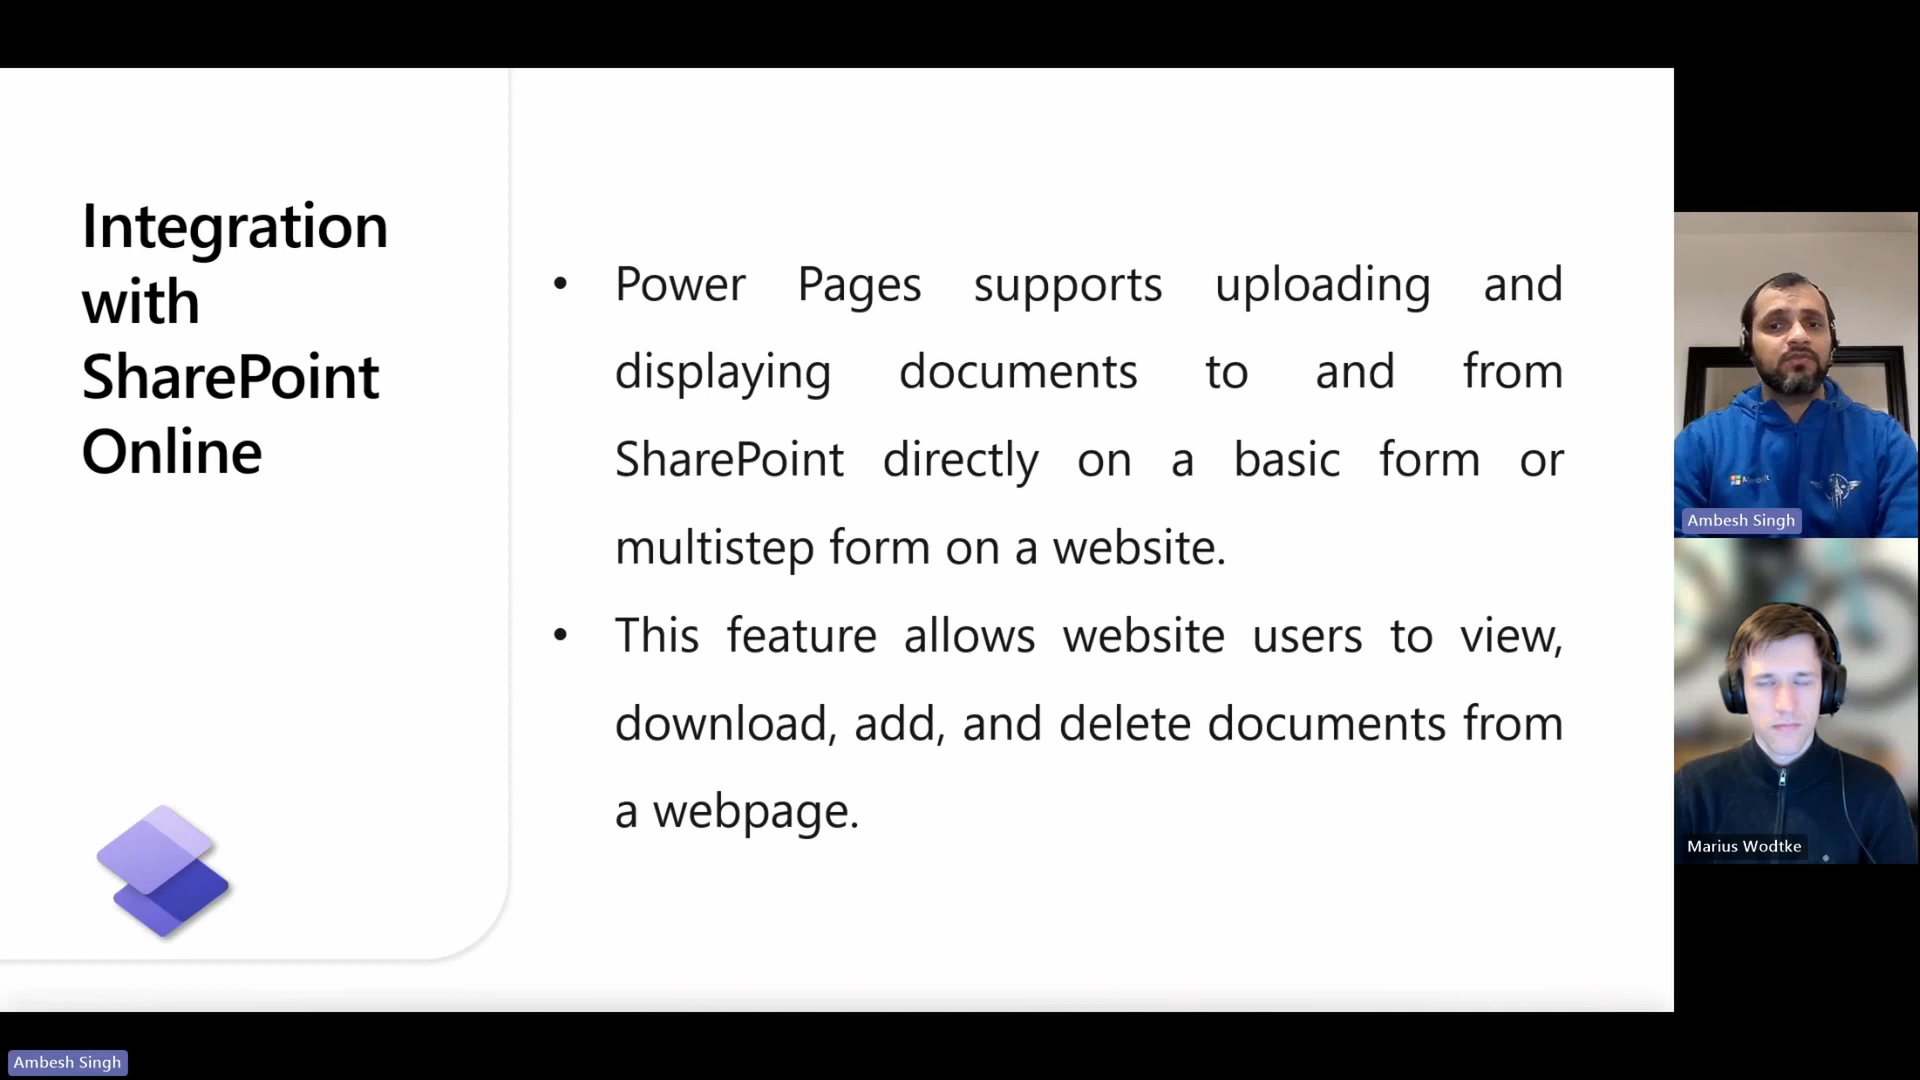 Integration
with
SharePoint
Online
• Power Pages supports uploading and
displaying documents to and from
SharePoint directly on a basic form or
multistep form on a website.
• This feature allows website users to view,
download, add, and delete documents from
a webpage.
Ambesh Singh
Marius Wodtke
Ambesh Singh